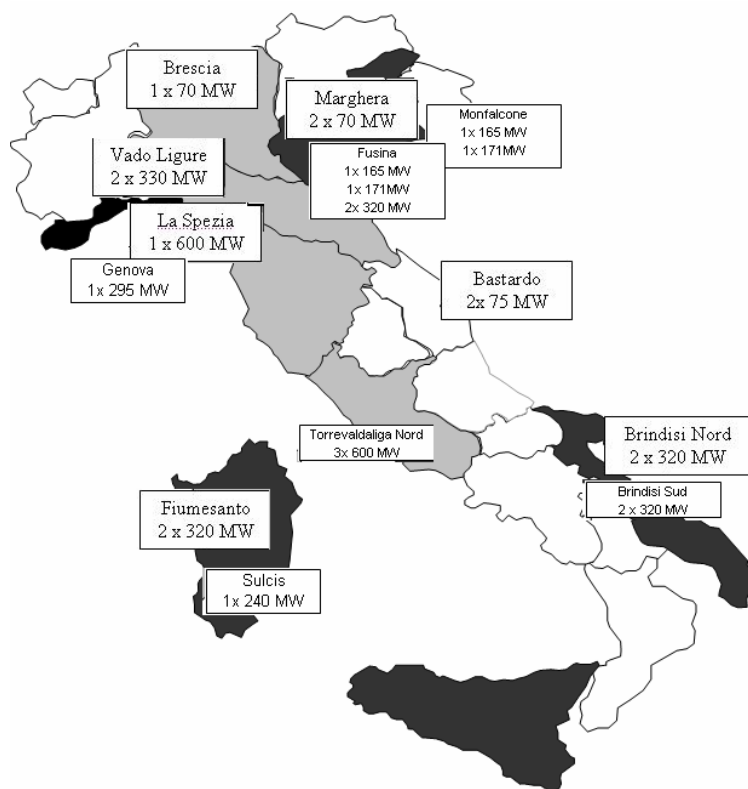 Brescia
1 x 70 MW
Marghera
2 x 70 MW
Monfalcone
1x 165 MW
1x 171MW
Vado Ligure
2 x 330 MW
Fusina
1x 165 MW
1x 171MW
2x 320 MW
La Spezia
1 x 600 MW
Genova
1x 295 MW
Bastardo
2x 75 MW
Torrevaldaliga Nord
3x 600 MW
Brindisi Nord
2 x 320 MW
Brindisi Sud
2 x 320 MW
Fiumesanto
2 x 320 MW
Sulcis
1x 240 MW